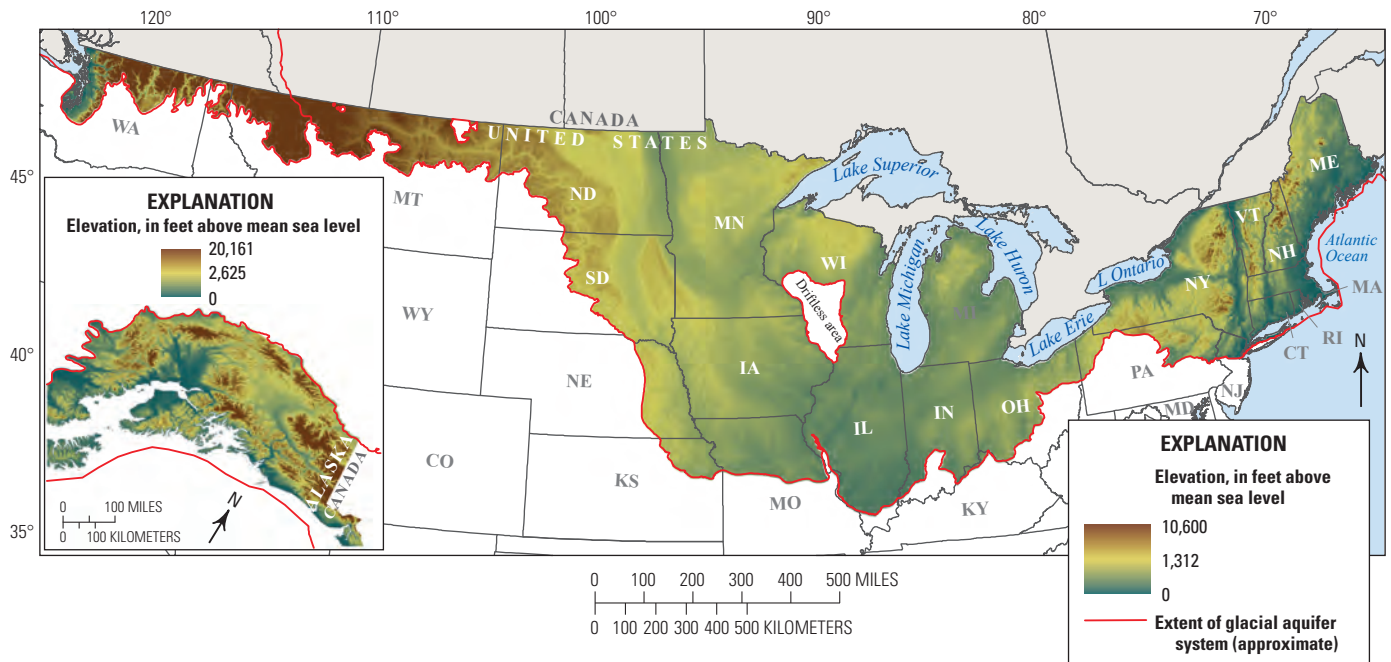 120°
110°
100°
90°
80°
70°
45°
40°
35°
CANADA
UNITED STATES
WA
MT
ND
MN
SD
WY
NE
CO
KS
IA
MO
WI
Driftless area
IL
IN
OH
MI
KY
PA
NJ
MD
NY
VT
NH
ME
MA
RI
CT
Lake Superior
Lake Michigan
Lake Huron
Lake Erie
L Ontario
Atlantic
Ocean
N
EXPLANATION
Elevation, in feet above mean sea level
20,161
2,625
0
ALASKA
CANADA
N
0 100 MILES
0 100 KILOMETERS
0 100 200 300 400 500 MILES
0 100 200 300 400 500 KILOMETERS
EXPLANATION
Elevation, in feet above
mean sea level
10,600
1,312
0
Extent of glacial aquifer
system (approximate)